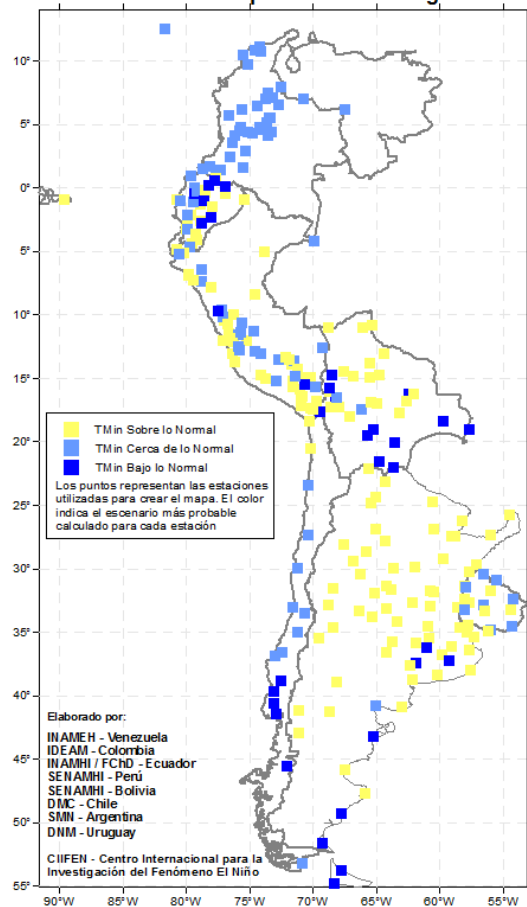 10°
0°
5°
10°
15°
20°
25°
30°
35°
40°
45°
50°
55°
TMin Sobre lo Normal
TMin Cerca de lo Normal
TMin Bajo lo Normal
Los puntos representan las estaciones
utilizadas para crear el mapa. El color
indica el escenario más probable
calculado para cada estación
Elaborado por:
INAMEH - Venezuela
IDEAM - Colombia
INAMHI / FChD - Ecuador
SENAMHI - Perú
SENAMHI - Bolivia
DMC - Chile
SMN - Argentina
DNM - Uruguay
CIIFEN - Centro Internacional para la
Investigación del Fenómeno El Niño
90°W 85°W 80°W 75°W 70°W 65°W 60°W 55°W